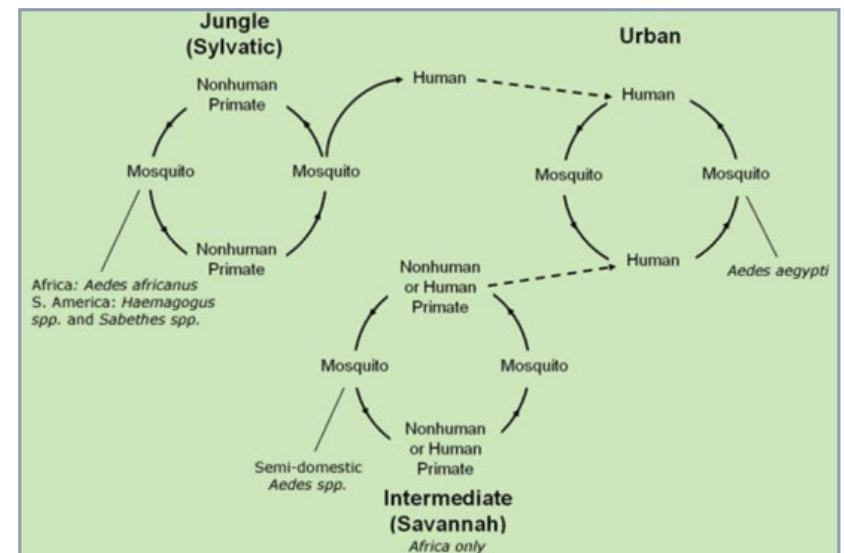 Jungle
(Sylvatic)
Urban
Nonhuman
Primate
Human
Human
Mosquito
Mosquito
Mosquito
Mosquito
Nonhuman
Primate
Human
Aedes aegypti
Africa: Aedes africanus
S. America: Haemagogus
spp. and Sabethes spp.
Nonhuman
or Human
Primate
Mosquito
Mosquito
Nonhuman
or Human
Primate
Semi-domestic
Aedes spp.
Intermediate
(Savannah)
Africa only